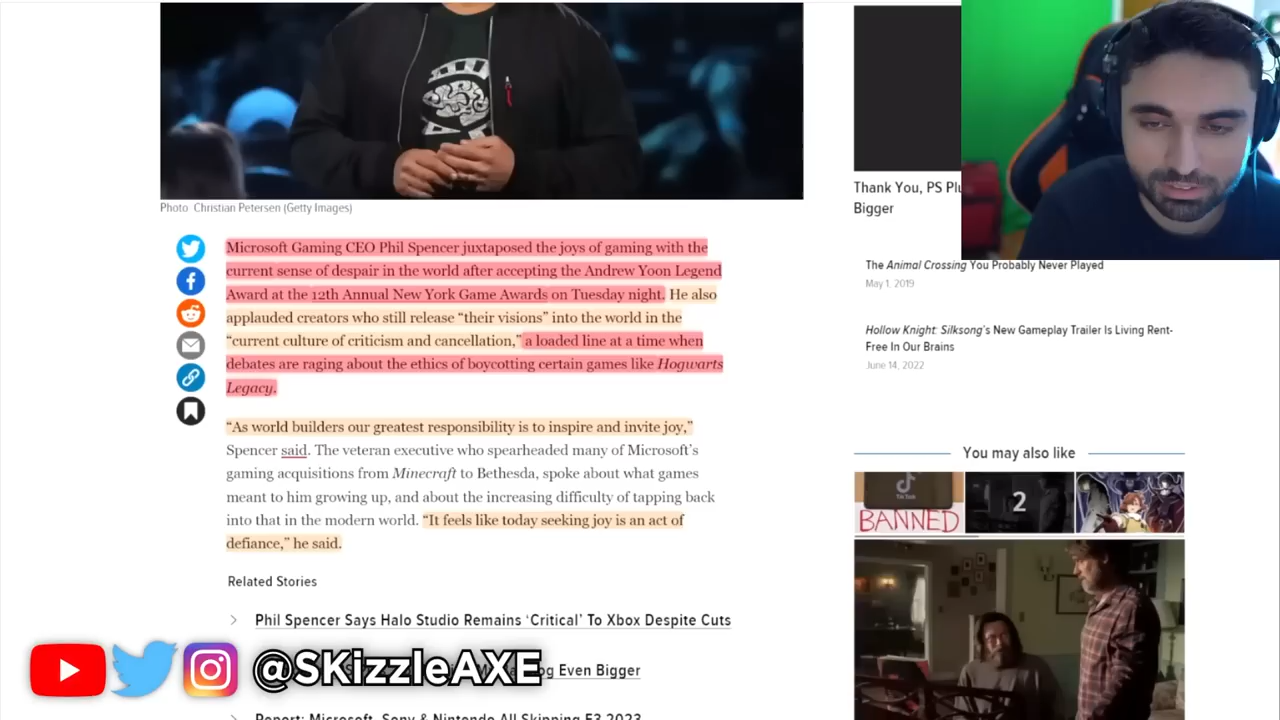 Photo Christian Petersen (Getty Images)
Microsoft Gaming CEO Phil Spencer juxtaposed the joys of gaming with the
current sense of despair in the world after accepting the Andrew Yoon Legend
Award at the 12th Annual New York Game Awards on Tuesday night. He also
applauded creators who still release “their visions” into the world in the
“current culture of criticism and cancellation,” a loaded line at a time when
debates are raging about the ethics of boycotting certain games like Hogwarts
Legacy.
“As world builders our greatest responsibility is to inspire and invite joy,”
Spencer said. The veteran executive who spearheaded many of Microsoft’s
gaming acquisitions from Minecraft to Bethesda, spoke about what games
meant to him growing up, and about the increasing difficulty of tapping back
into that in the modern world. “It feels like today seeking joy is an act of
defiance,” he said.
Related Stories
Phil Spencer Says Halo Studio Remains ‘Critical’ To Xbox Despite Cuts
Even Bigger
Report: Microsoft, Sony & Nintendo All Skipping E3 2023
@SKizzleAXE
Thank You, PS
Bigger
The Animal Crossing You Probably Never Played
May 1, 2019
Hollow Knight: Silksong’s New Gameplay Trailer Is Living Rent-
Free In Our Brains
June 14, 2022
You may also like
TikTok
BANNED
2